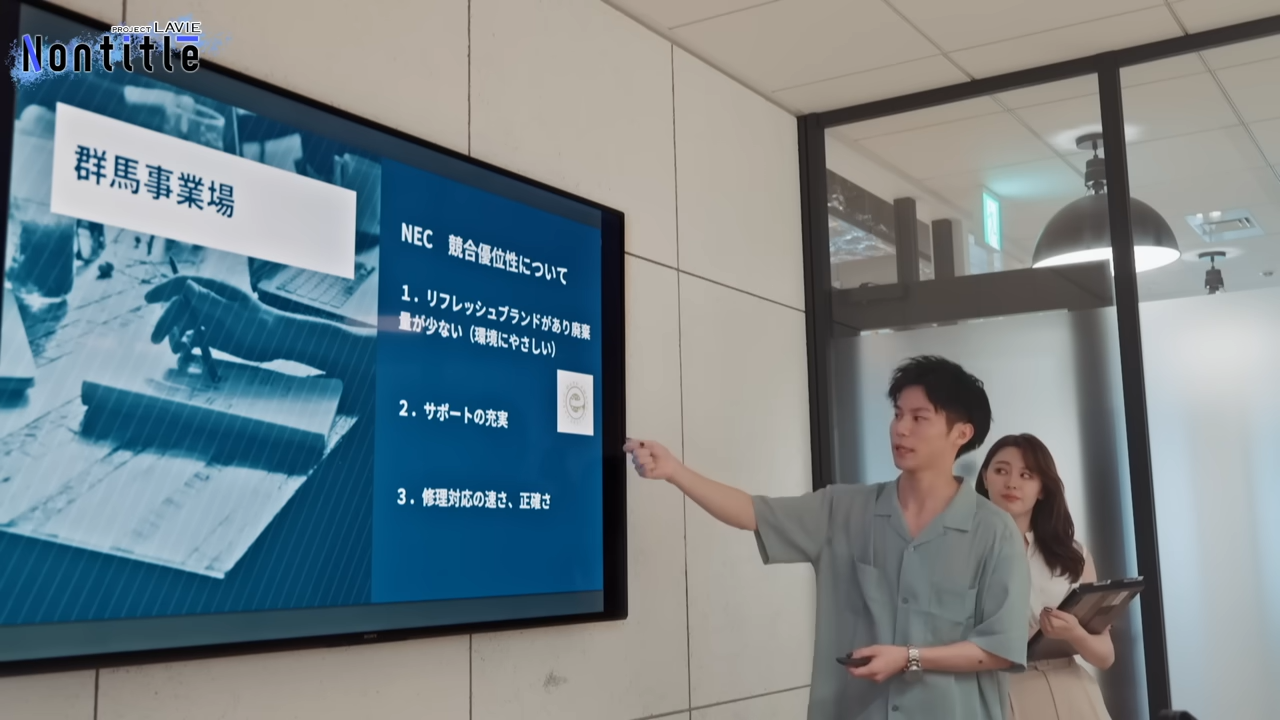 PROJECT LAVIE
Nontitle
群馬事業場
NEC 競合優位性について
1．リフレッシュブランドがあり廃棄
量が少ない（環境にやさしい）
2．サポートの充実
3．修理対応の速さ、正確さ
SONY